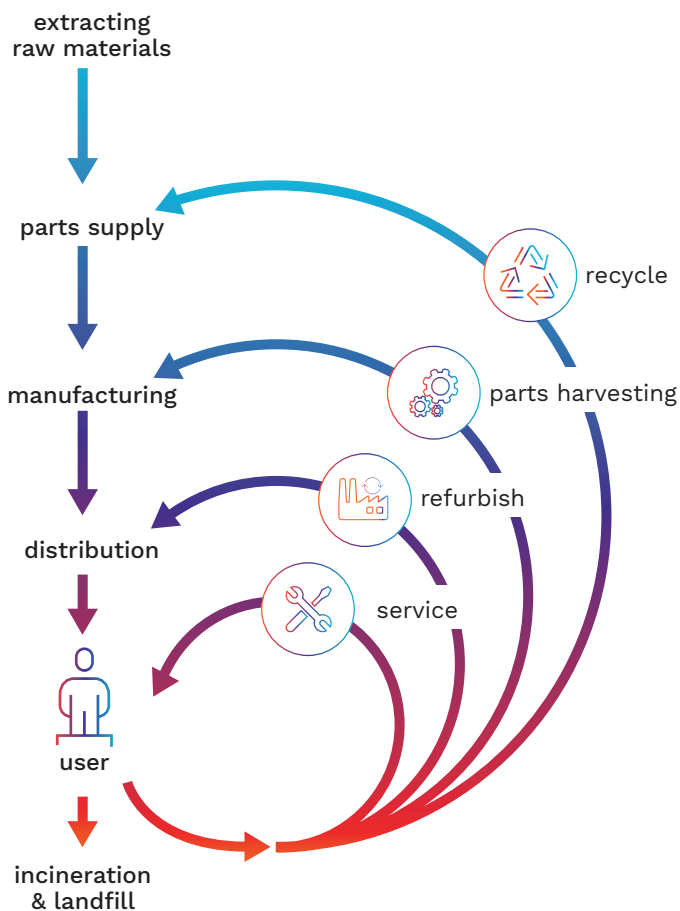 extracting
raw materials
parts supply
recycle
manufacturing
parts harvesting
refurbish
distribution
service
user
incineration
& landfill